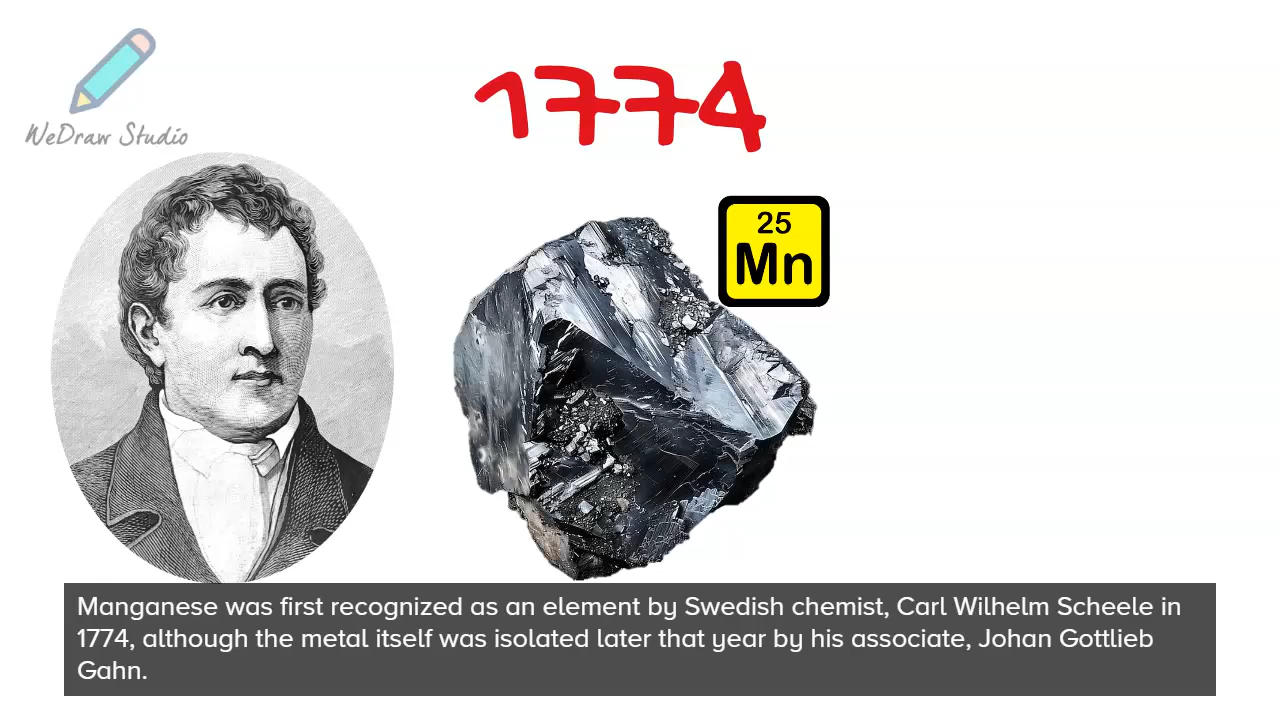 1774
WeDraw Studio
25
Mn
Manganese was first recognized as an element by Swedish chemist, Carl Wilhelm Scheele in
1774, although the metal itself was isolated later that year by his associate, Johan Gottlieb
Gahn.